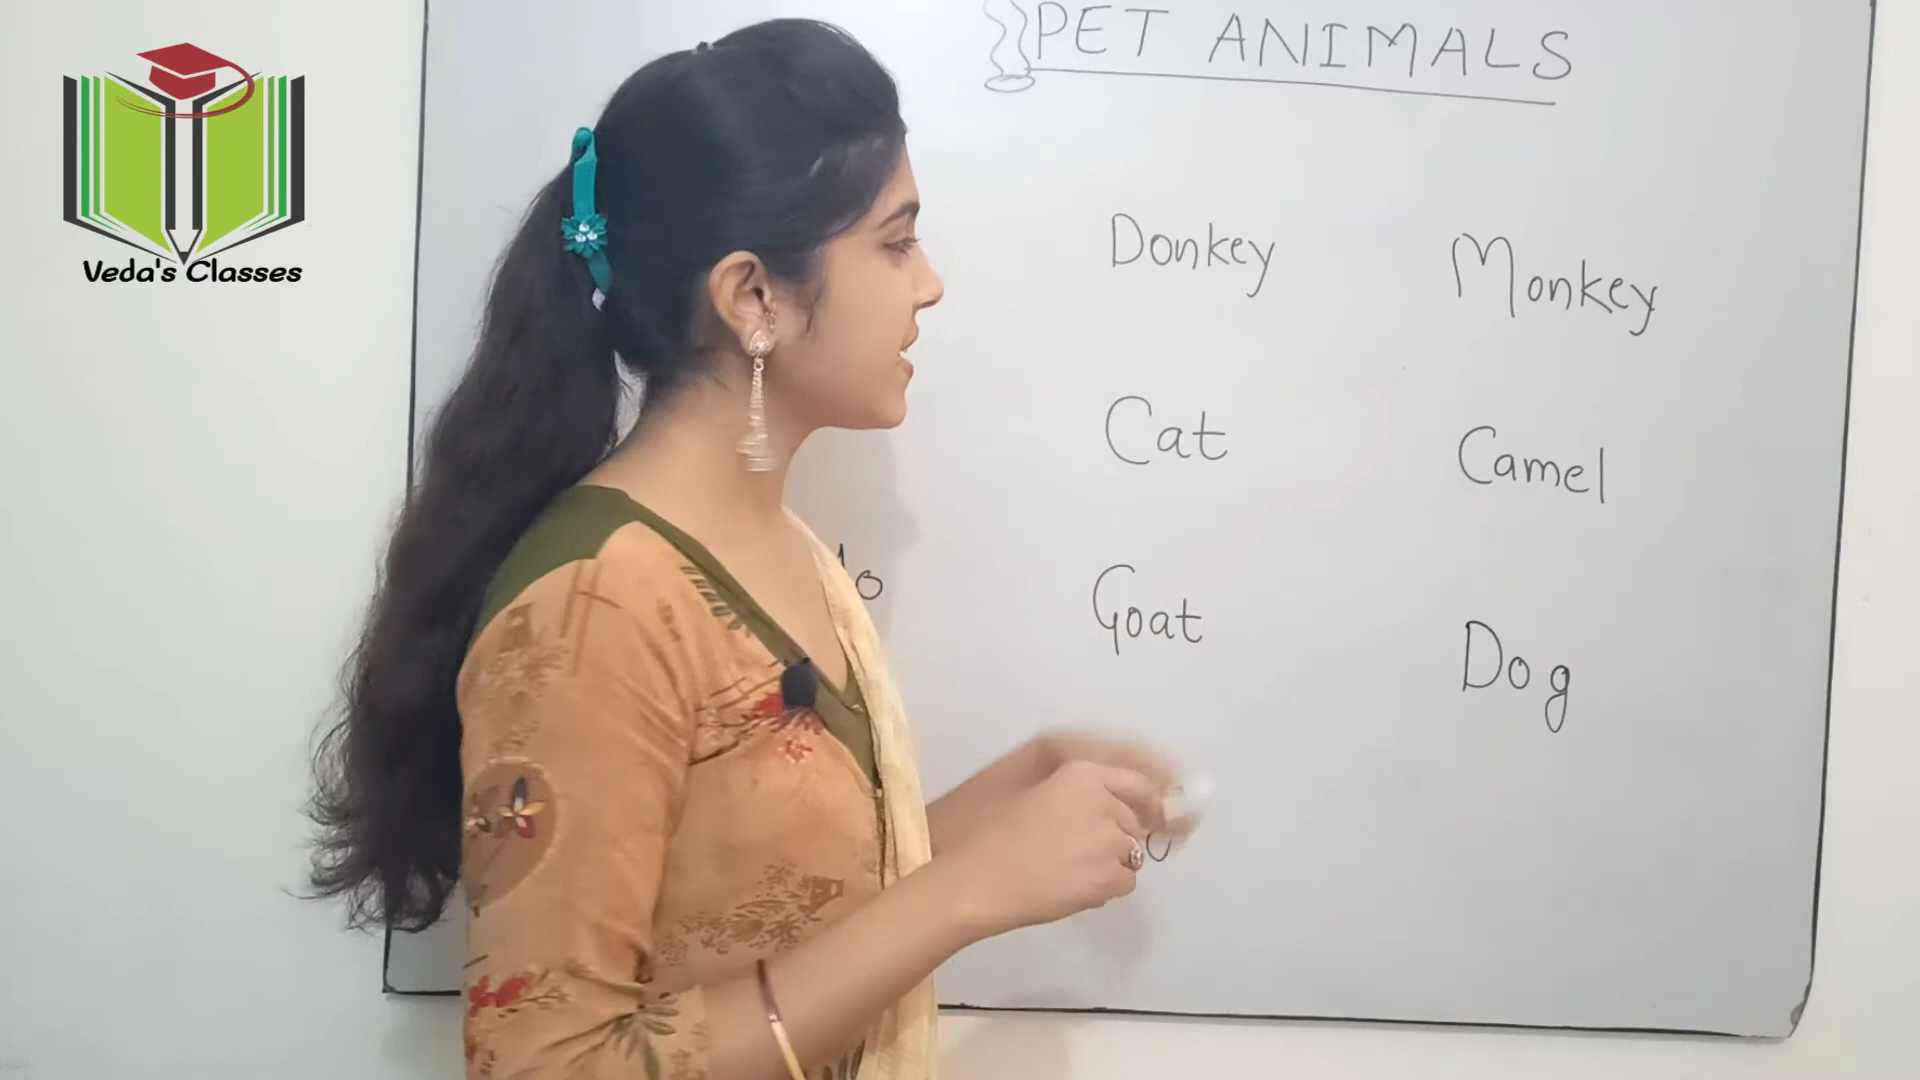 Veda's Classes
PET ANIMALS
Donkey Monkey
Cat Camel
Goat Dog